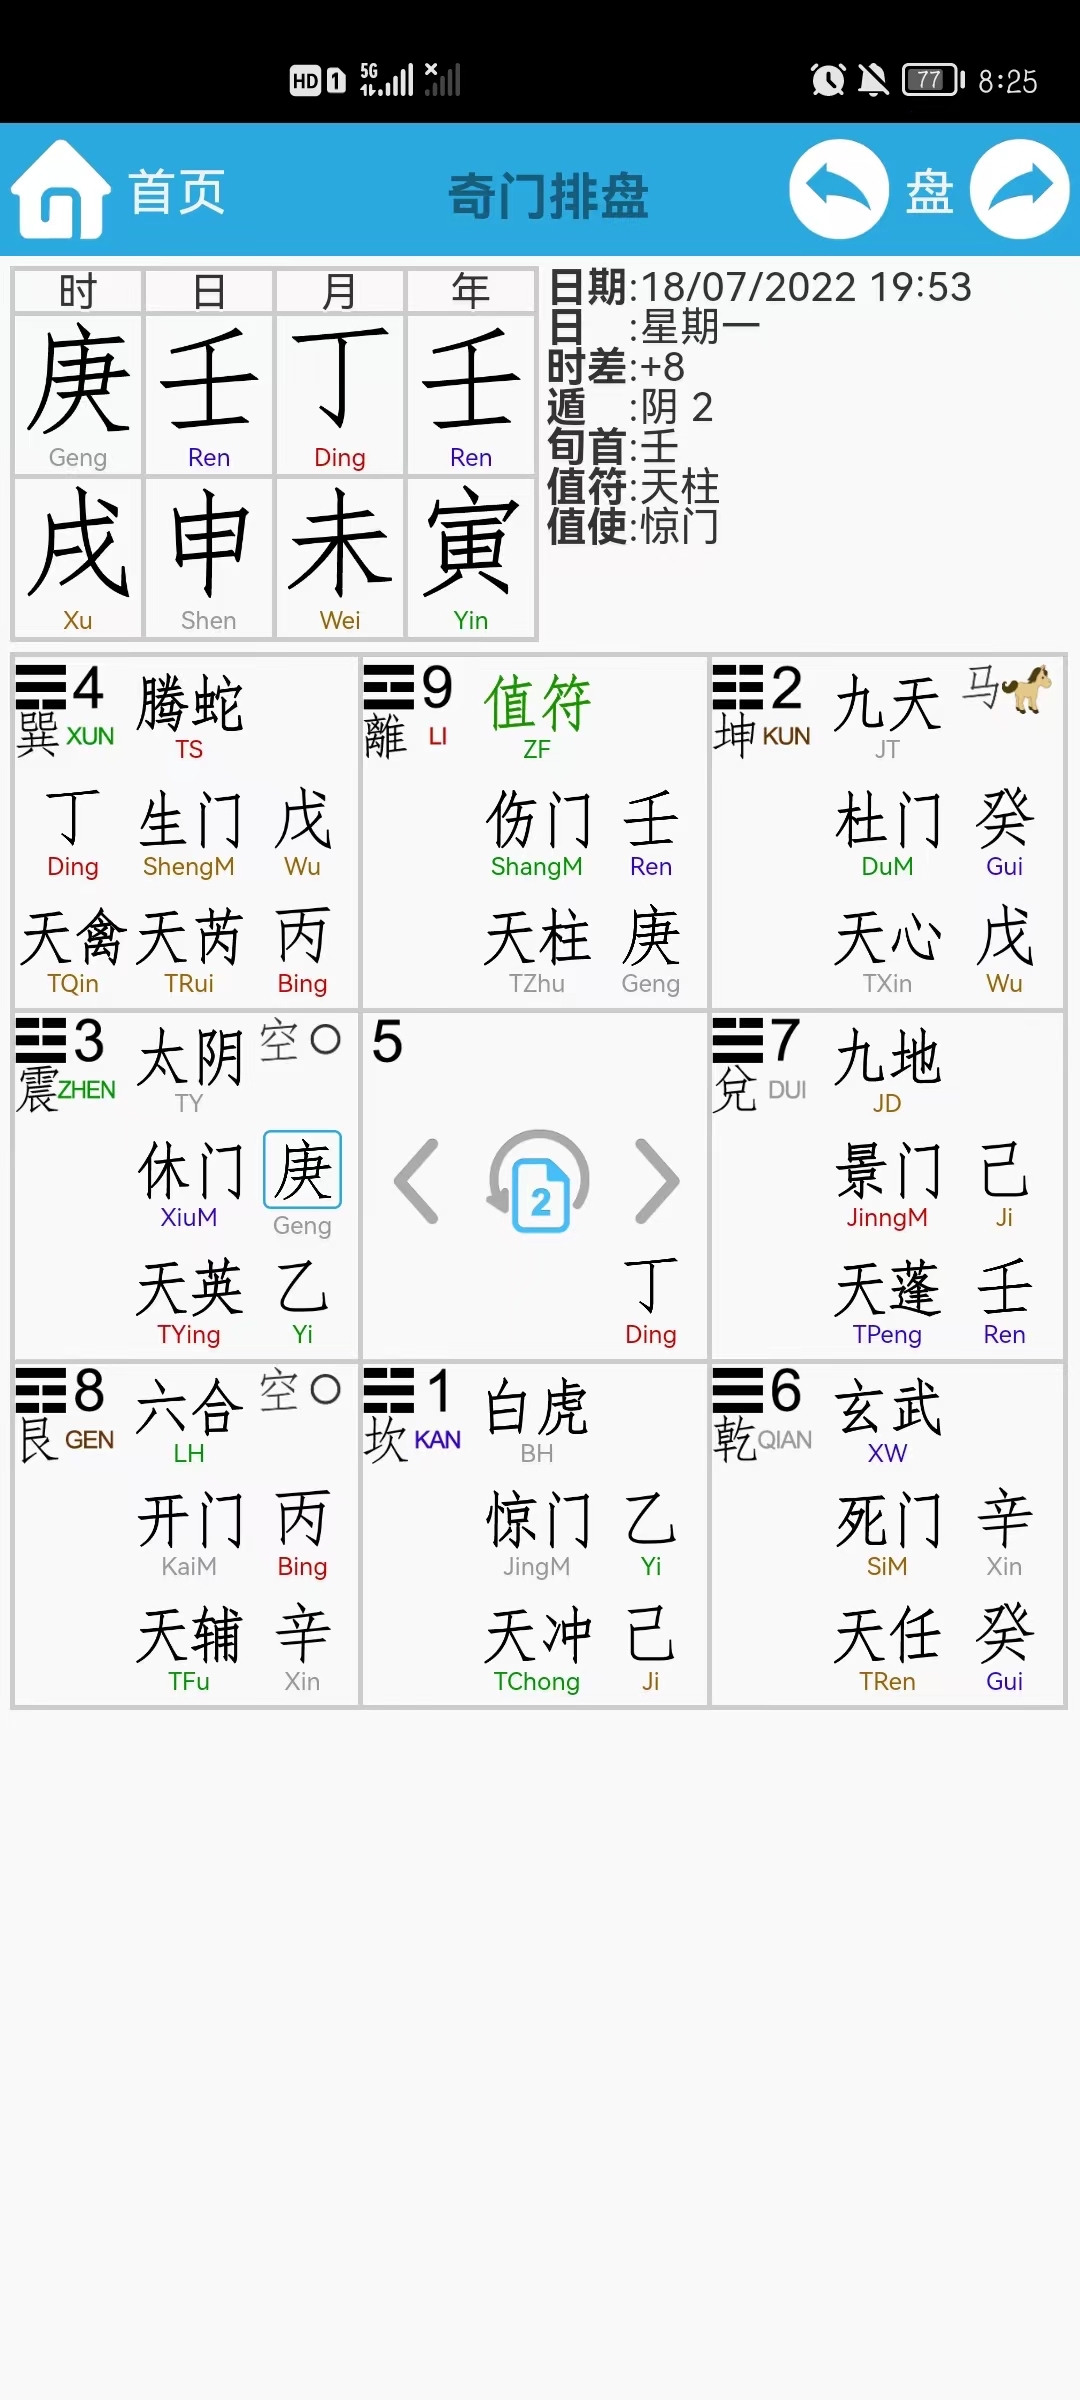 HD 1 5G 77 8:25
首页 奇门排盘 盘
时 日 月 年
庚 壬 丁 壬
Geng Ren Ding Ren
戌 申 未 寅
Xu Shen Wei Yin
日期:18/07/2022 19:53
日 :星期一
时差:+8
遁 :阴 2
旬首:壬
值符:天柱
值使:惊门
4 腾蛇
巽 XUN TS
丁 生门 戊
Ding ShengM Wu
天禽 天芮 丙
TQin TRui Bing
9 值符
離 LI ZF
伤门 壬
ShangM Ren
天柱 庚
TZhu Geng
2 九天 马
坤 KUN JT
杜门 癸
DuM Gui
天心 戊
TXin Wu
3 太阴 空
震 ZHEN TY
休门 庚
XiuM Geng
天英 乙
TYing Yi
5
2
丁
Ding
7 九地
兌 DUI JD
景门 己
JinngM Ji
天蓬 壬
TPeng Ren
8 六合 空
艮 GEN LH
开门 丙
KaiM Bing
天辅 辛
TFu Xin
1 白虎
坎 KAN BH
惊门 乙
JingM Yi
天冲 己
TChong Ji
6 玄武
乾 QIAN XW
死门 辛
SiM Xin
天任 癸
TRen Gui